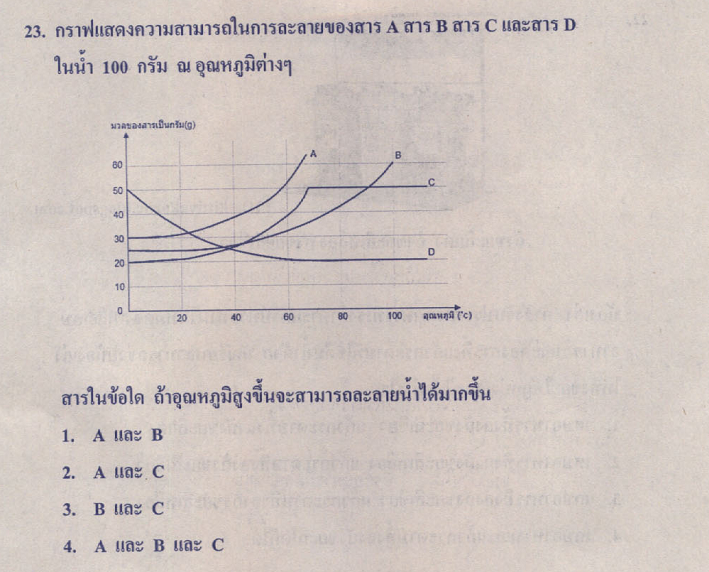 23. กราฟแสดงความสามารถในการละลายของสาร A สาร B สาร C และสาร D
ในน้ำ 100 กรัม ณ อุณหภูมิต่างๆ
มวลของสารเป็นกรัม(g)
A
B
60
50
C
40
30
20
D
10
0
20 40 60 80 100 อุณหภูมิ (°c)
สารในข้อใด ถ้าอุณหภูมิสูงขึ้นจะสามารถละลายน้ำได้มากขึ้น
1. A และ B
2. A และ C
3. B และ C
4. A และ B และ C